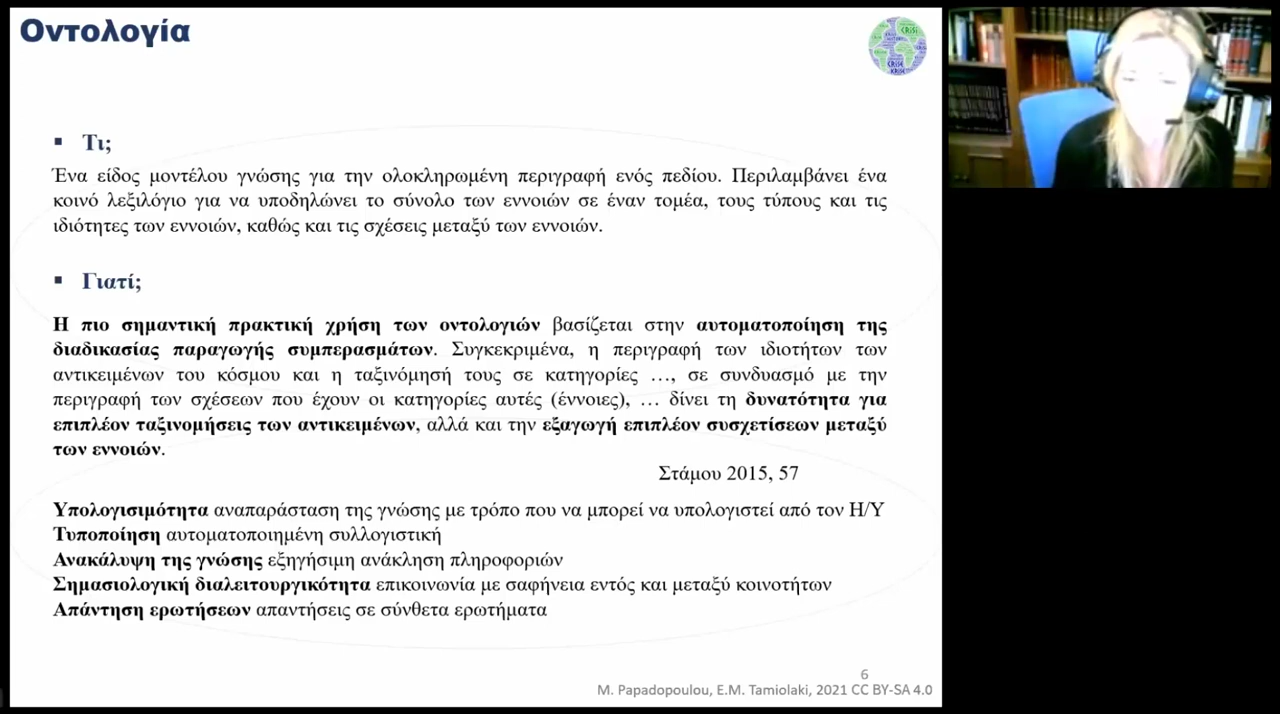 Οντολογία
CRiSi
CRiSE
KRiSE
▪ Τι;
Ένα είδος μοντέλου γνώσης για την ολοκληρωμένη περιγραφή ενός πεδίου. Περιλαμβάνει ένα
κοινό λεξιλόγιο για να υποδηλώνει το σύνολο των εννοιών σε έναν τομέα, τους τύπους και τις
ιδιότητες των εννοιών, καθώς και τις σχέσεις μεταξύ των εννοιών.
▪ Γιατί;
Η πιο σημαντική πρακτική χρήση των οντολογιών βασίζεται στην αυτοματοποίηση της
διαδικασίας παραγωγής συμπερασμάτων. Συγκεκριμένα, η περιγραφή των ιδιοτήτων των
αντικειμένων του κόσμου και η ταξινόμησή τους σε κατηγορίες …, σε συνδυασμό με την
περιγραφή των σχέσεων που έχουν οι κατηγορίες αυτές (έννοιες), … δίνει τη δυνατότητα για
επιπλέον ταξινομήσεις των αντικειμένων, αλλά και την εξαγωγή επιπλέον συσχετίσεων μεταξύ
των εννοιών.
Στάμου 2015, 57
Υπολογισιμότητα αναπαράσταση της γνώσης με τρόπο που να μπορεί να υπολογιστεί από τον Η/Υ
Τυποποίηση αυτοματοποιημένη συλλογιστική
Ανακάλυψη της γνώσης εξηγήσιμη ανάκληση πληροφοριών
Σημασιολογική διαλειτουργικότητα επικοινωνία με σαφήνεια εντός και μεταξύ κοινοτήτων
Απάντηση ερωτήσεων απαντήσεις σε σύνθετα ερωτήματα
6
M. Papadopoulou, E.M. Tamiolaki, 2021 CC BY-SA 4.0